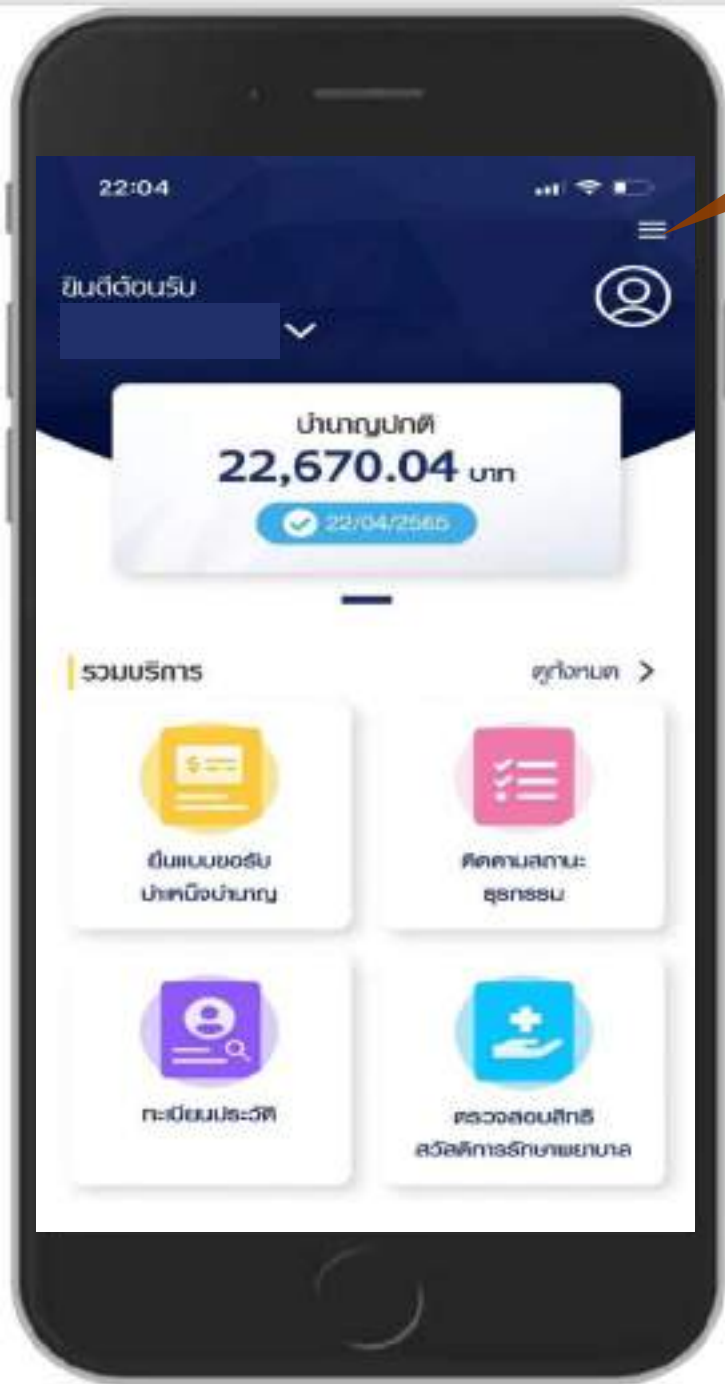 22:04
ยินดีต้อนรับ
บำนาญปกติ
22,670.04 บาท
22/04/2565
รวมบริการ
ดูทั้งหมด
ยื่นแบบขอรับ
บำเหน็จบำนาญ
ติดตามสถานะ
ธุรกรรม
ทะเบียนประวัติ
ตรวจสอบสิทธิ
สวัสดิการรักษาพยาบาล